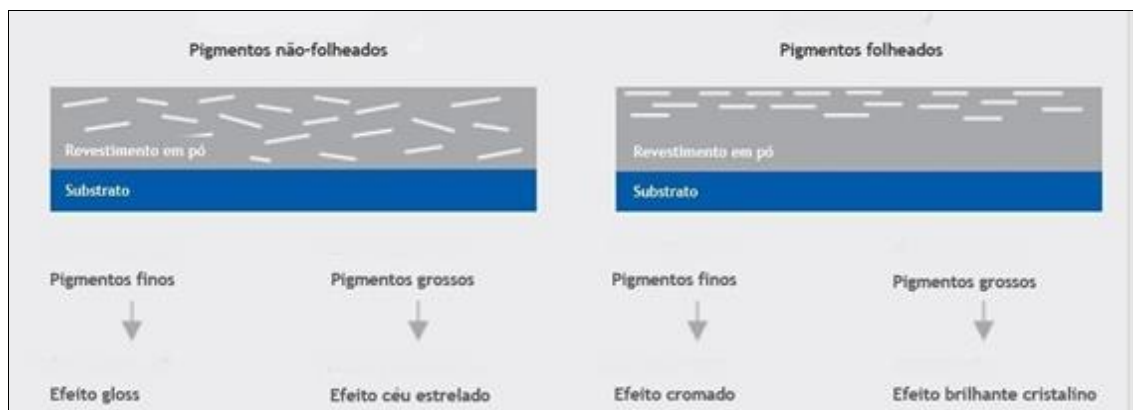 Pigmentos não-folheados
Pigmentos folheados
Revestimento em pó
Substrato
Revestimento em pó
Substrato
Pigmentos finos
Pigmentos grossos
Pigmentos finos
Pigmentos grossos
Efeito gloss
Efeito céu estrelado
Efeito cromado
Efeito brilhante cristalino